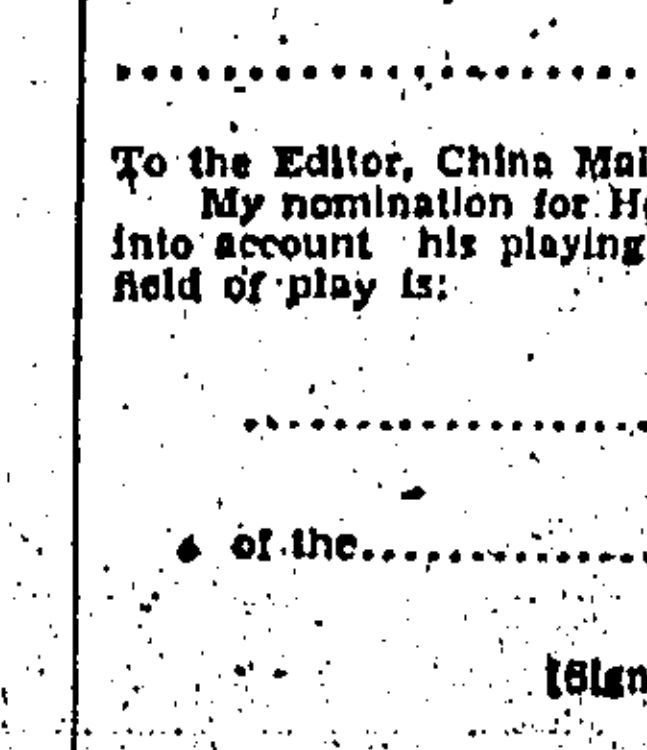 ................................
To the Editor, China Mai
My nomination for H
into account his playing
field of play is:
................................
of the................
[Sign